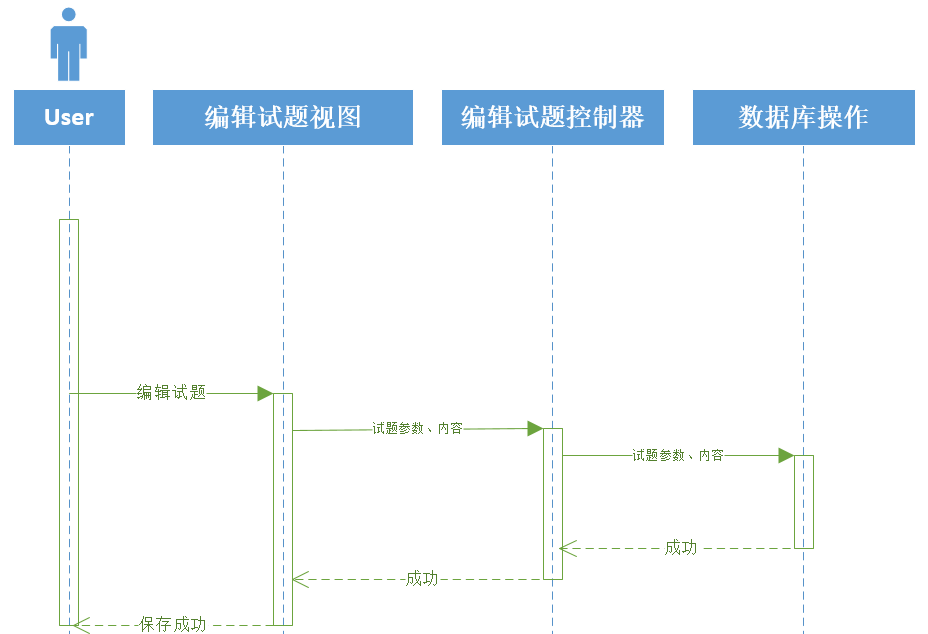 User
编辑试题视图
编辑试题控制器
数据库操作
编辑试题
试题参数、内容
试题参数、内容
成功
成功
保存成功